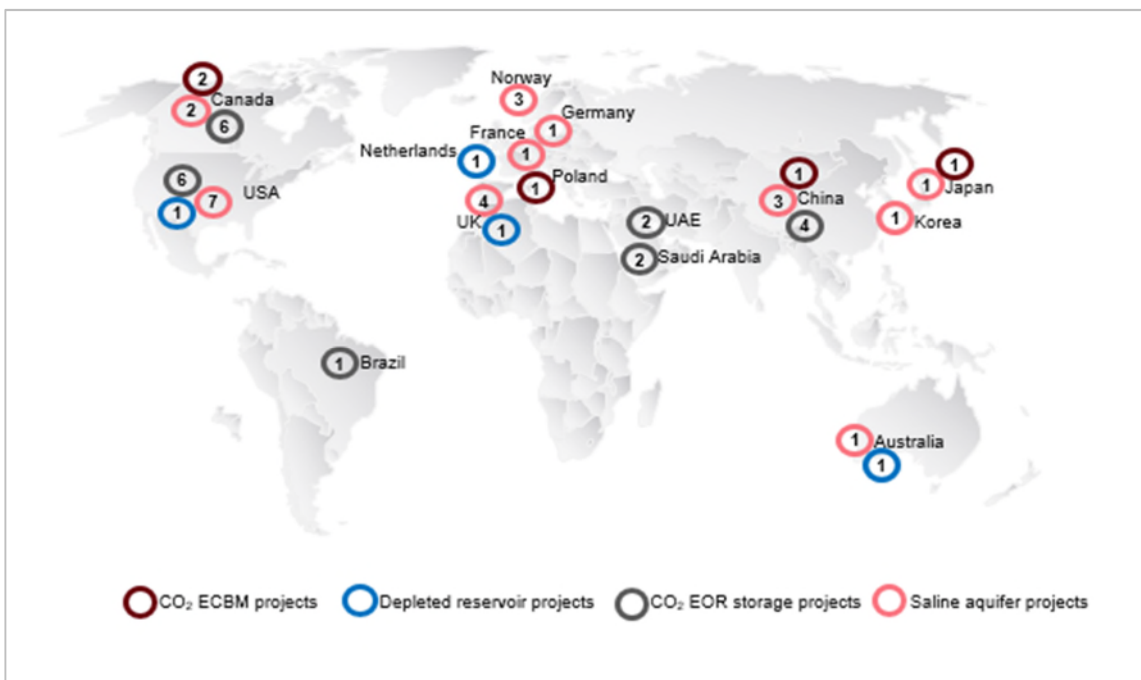 2
Canada
2
6
Norway
3
Germany
1
France
1
Netherlands
1
Poland
1
6
USA
7
1
4
UK
1
2
UAE
2
Saudi Arabia
1
China
3
4
1
1
Japan
1
Korea
1
Brazil
1
Australia
1
CO₂ ECBM projects
Depleted reservoir projects
CO₂ EOR storage projects
Saline aquifer projects